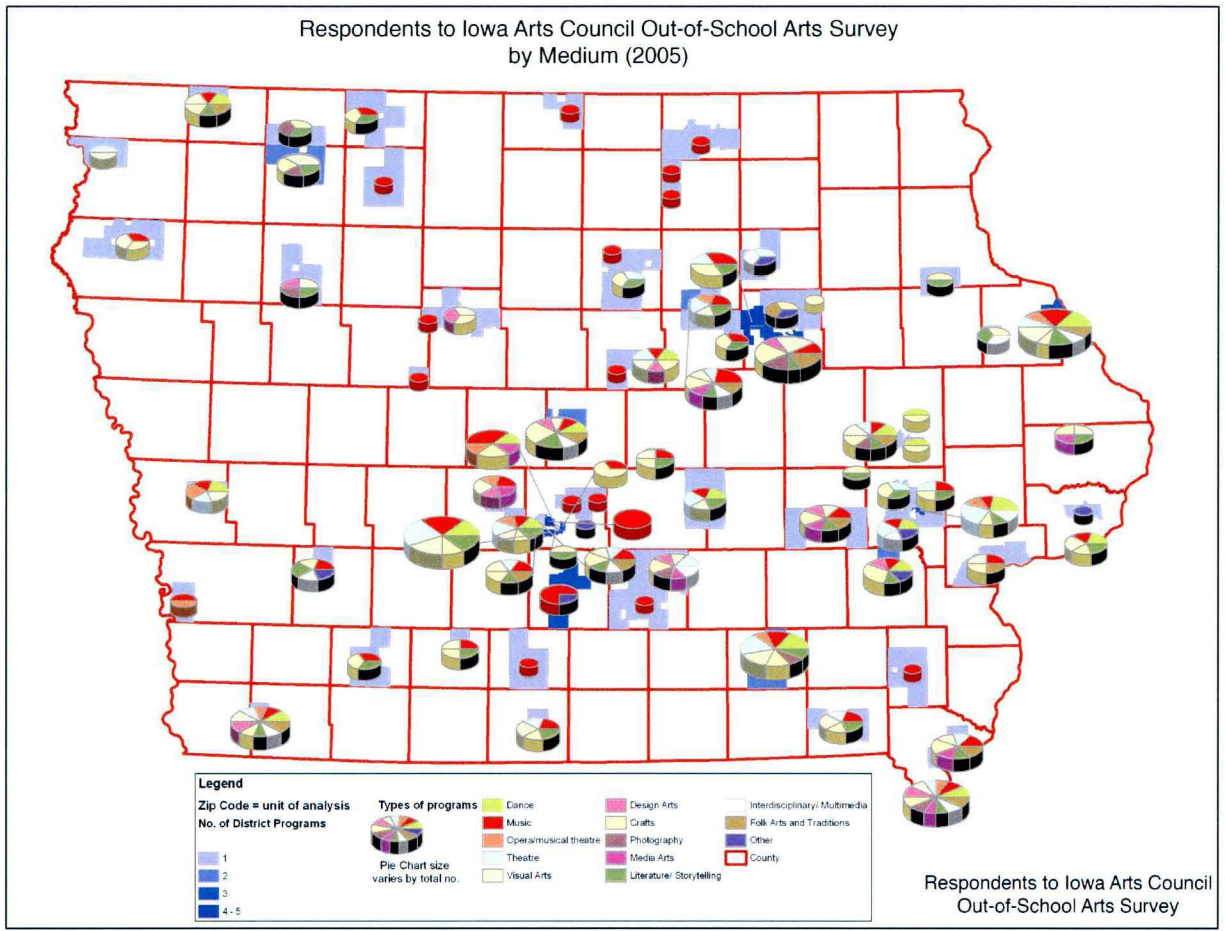 Respondents to Iowa Arts Council Out-of-School Arts Survey
by Medium (2005)
Legend
Zip Code = unit of analysis
No. of District Programs
1
2
3
4 - 5
Types of programs
Pie Chart size
varies by total no.
Dance
Music
Opera/musical theatre
Theatre
Visual Arts
Design Arts
Crafts
Photography
Media Arts
Literature/ Storytelling
Interdisciplinary/ Multimedia
Folk Arts and Traditions
Other
County
Respondents to Iowa Arts Council
Out-of-School Arts Survey